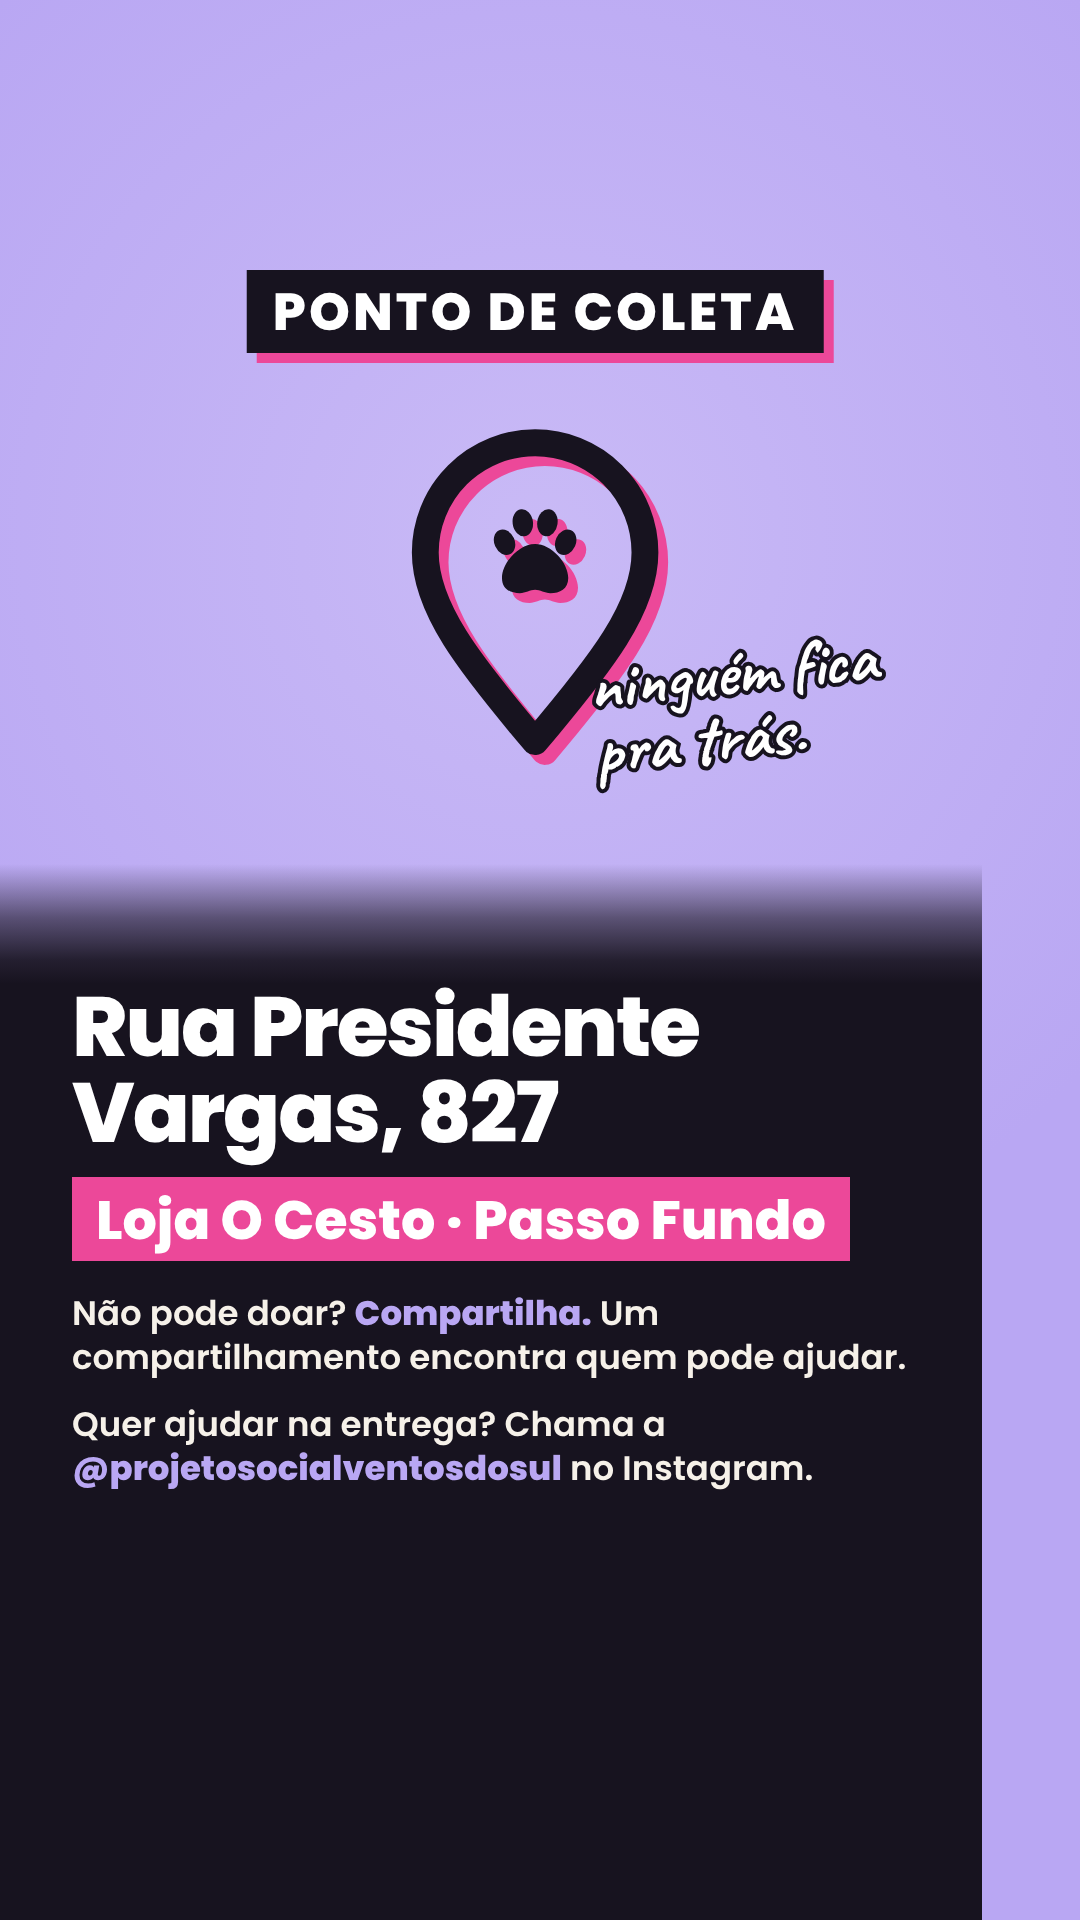 PONTO DE COLETA
ninguém fica
pra trás.
Rua Presidente
Vargas, 827
Loja O Cesto · Passo Fundo
Não pode doar? Compartilha. Um
compartilhamento encontra quem pode ajudar.
Quer ajudar na entrega? Chama a
@projetosocialventosdosul no Instagram.